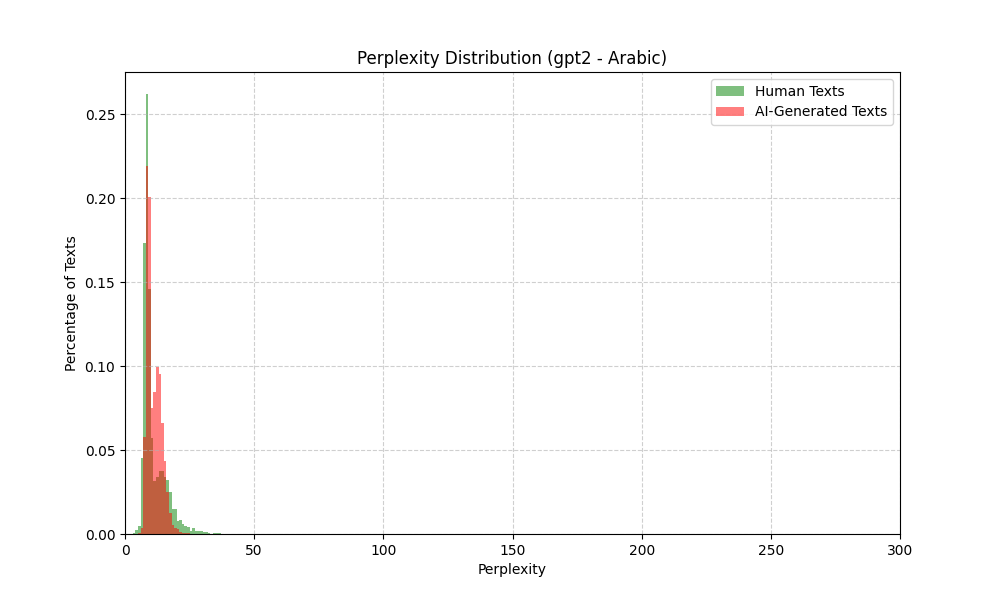 Perplexity Distribution (gpt2 - Arabic)
Human Texts
AI-Generated Texts
Percentage of Texts
0.25
0.20
0.15
0.10
0.05
0.00
0 50 100 150 200 250 300
Perplexity